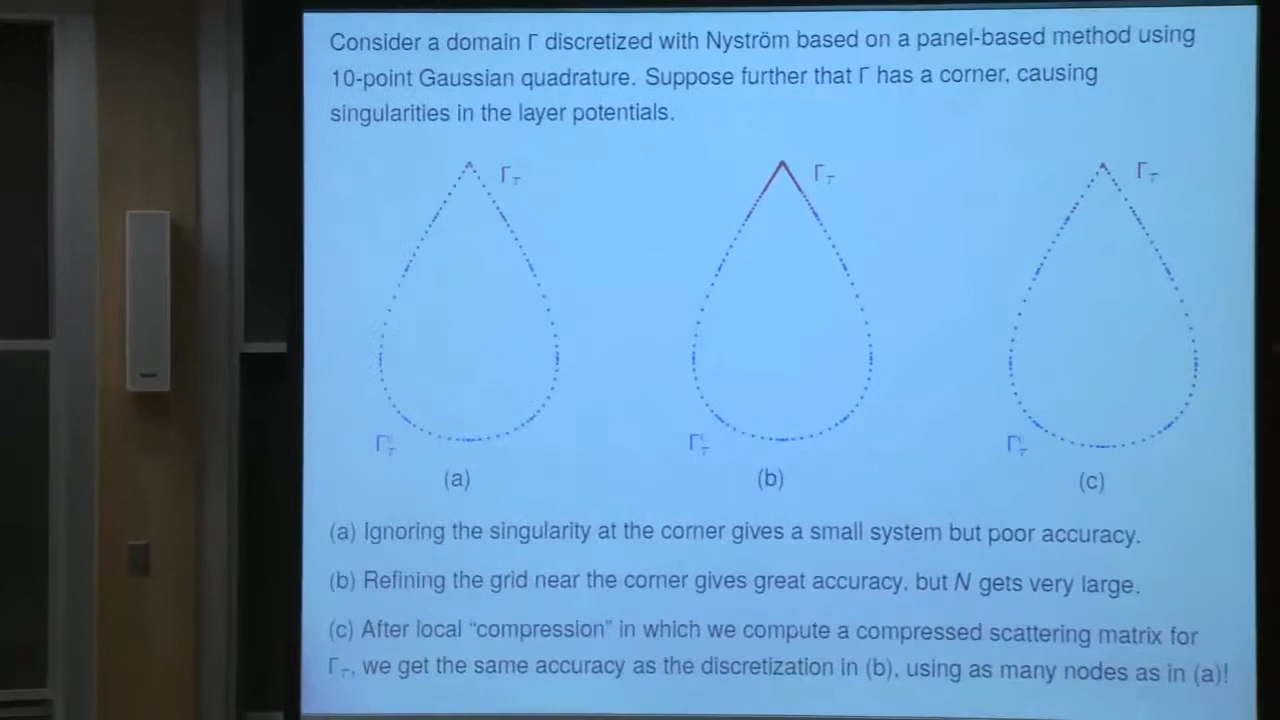 Consider a domain Γ discretized with Nyström based on a panel-based method using
10-point Gaussian quadrature. Suppose further that Γ has a corner, causing
singularities in the layer potentials.
Γτ Γτ Γτ
Γτᶜ Γτᶜ Γτᶜ
(a) (b) (c)
(a) Ignoring the singularity at the corner gives a small system but poor accuracy.
(b) Refining the grid near the corner gives great accuracy, but N gets very large.
(c) After local “compression” in which we compute a compressed scattering matrix for
Γτ, we get the same accuracy as the discretization in (b), using as many nodes as in (a)!